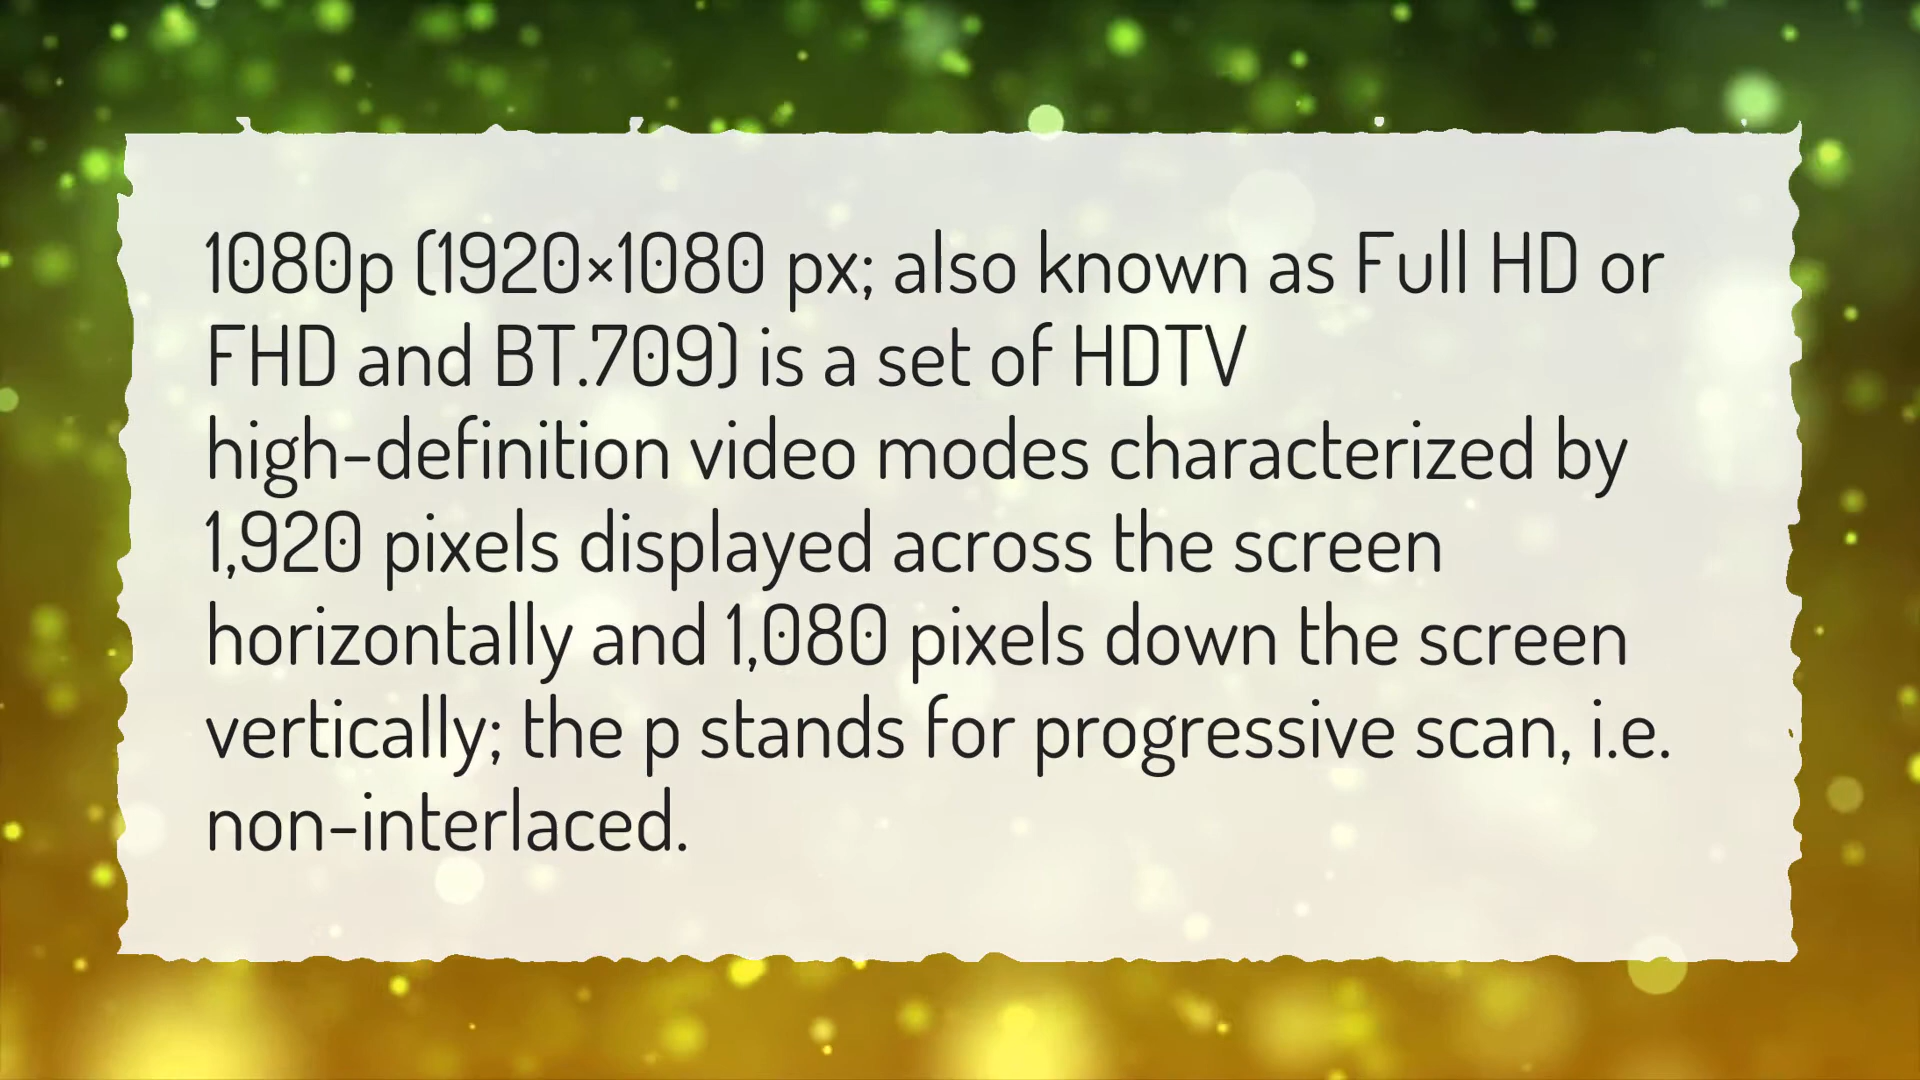 1080p (1920×1080 px; also known as Full HD or
FHD and BT.709) is a set of HDTV
high-definition video modes characterized by
1,920 pixels displayed across the screen
horizontally and 1,080 pixels down the screen
vertically; the p stands for progressive scan, i.e.
non-interlaced.